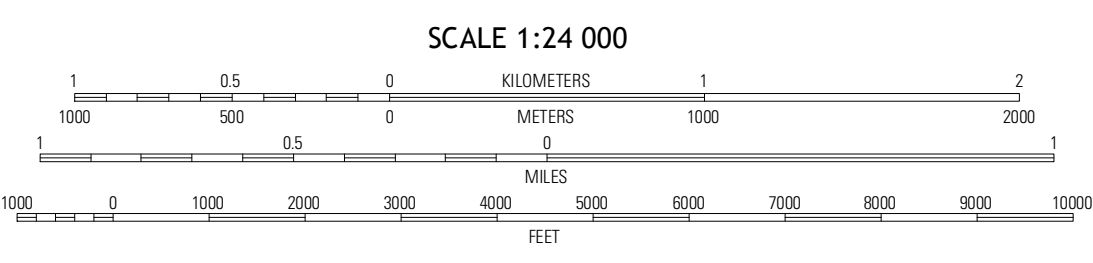 SCALE 1:24 000
1 0.5 0 KILOMETERS 1 2
1000 500 0 METERS 1000 2000
1 0.5 0 1
MILES
1000 0 1000 2000 3000 4000 5000 6000 7000 8000 9000 10000
FEET